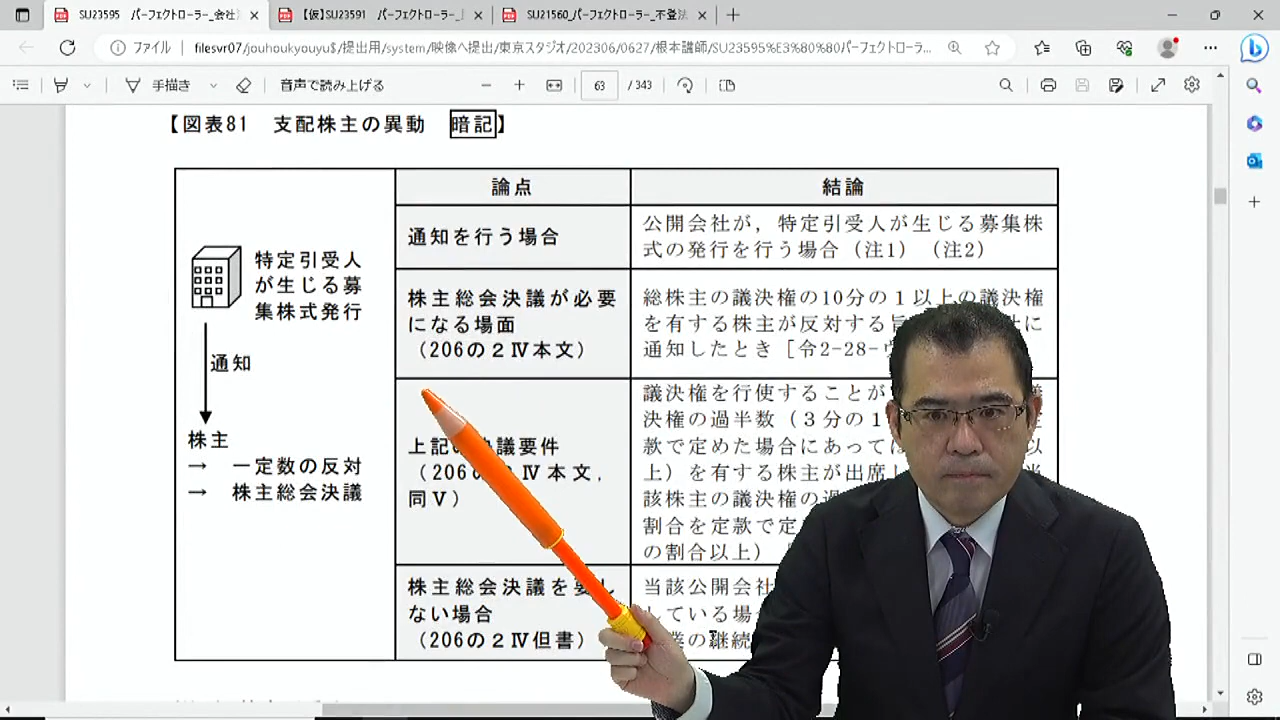 SU23595 パーフェクトローラー_会社
【仮】SU23591 パーフェクトローラー_
SU21560_パーフェクトローラー_不登法
ファイル
filesvr07/jouhoukyouyu$/提出用/system/映像へ提出/東京スタジオ/202306/0627/根本講師/SU23595%E3%80%80パーフェクトローラ...
手描き
音声で読み上げる
63
/ 343
【図表81 支配株主の異動 暗記】
特定引受人
が生じる募
集株式発行
通知
株主
→ 一定数の反対
→ 株主総会決議
論点
結論
通知を行う場合
公開会社が，特定引受人が生じる募集株
式の発行を行う場合（注1）（注2）
株主総会決議が必要
になる場面
（206の２Ⅳ本文）
総株主の議決権の10分の１以上の議決権
を有する株主が反対する
通知したとき［令2-28-
上記の決議要件
（206の２Ⅳ本文，
同Ⅴ）
議決権を行使することが
決権の過半数（３分の１
款で定めた場合にあっては
以
上）を有する株主が出席し
該株主の議決権の
割合を定款で定
の割合以上）
株主総会決議を要し
ない場合
（206の２Ⅳ但書）
当該公開会社
している場合
業の継続